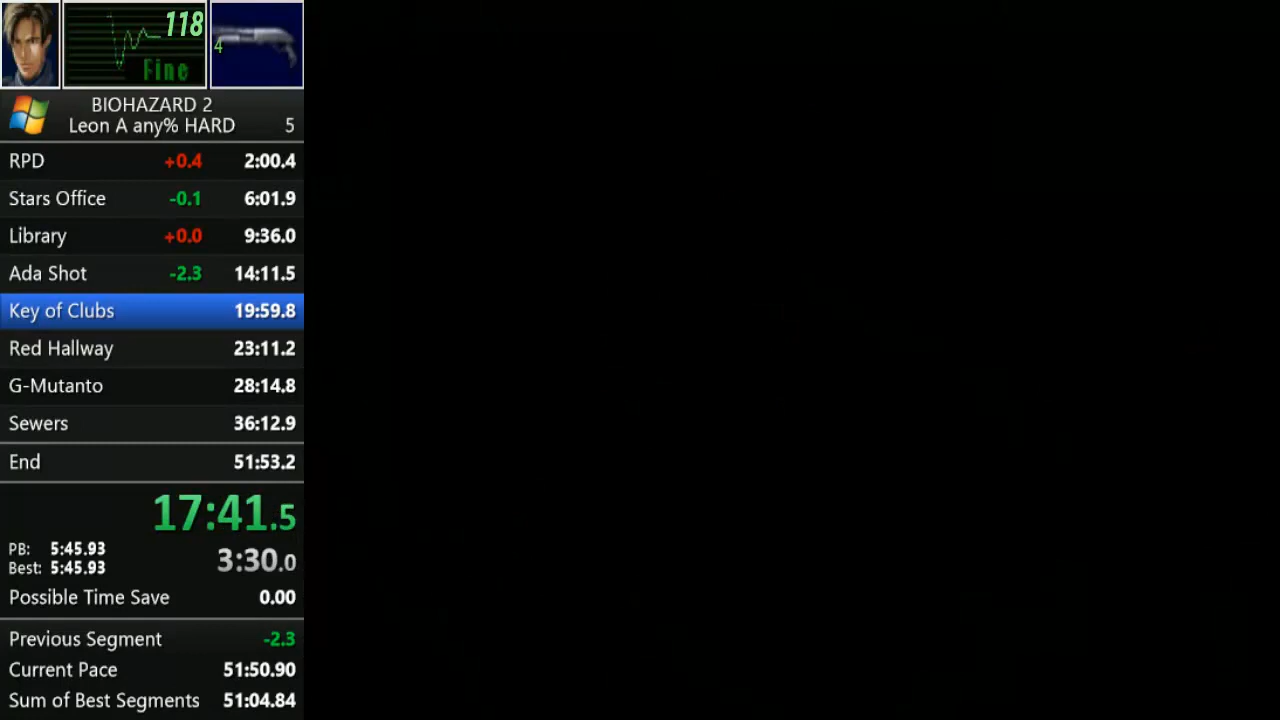 118
4
Fine
BIOHAZARD 2
Leon A any% HARD 5
RPD +0.4 2:00.4
Stars Office -0.1 6:01.9
Library +0.0 9:36.0
Ada Shot -2.3 14:11.5
Key of Clubs 19:59.8
Red Hallway 23:11.2
G-Mutanto 28:14.8
Sewers 36:12.9
End 51:53.2
17:41.5
PB: 5:45.93
Best: 5:45.93
3:30.0
Possible Time Save 0.00
Previous Segment -2.3
Current Pace 51:50.90
Sum of Best Segments 51:04.84